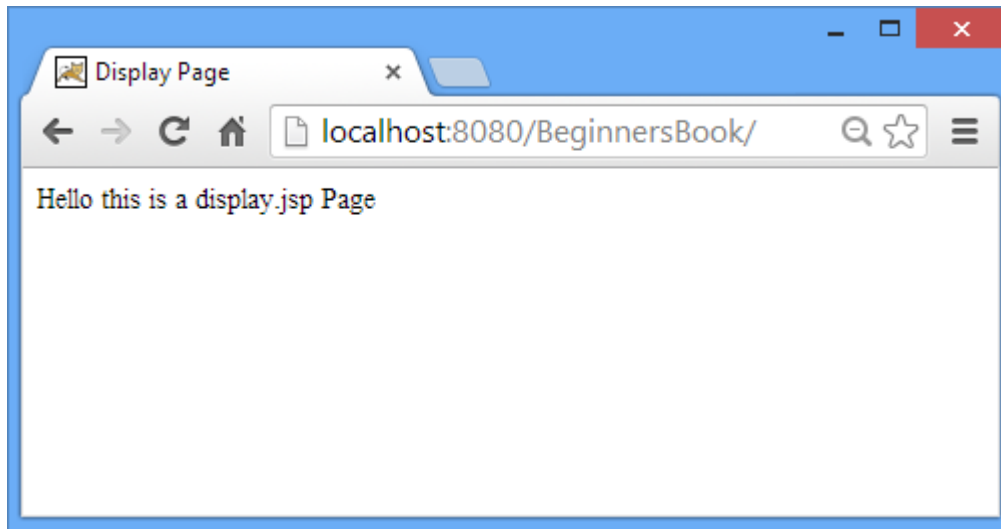 Display Page
localhost:8080/BeginnersBook/
Hello this is a display.jsp Page